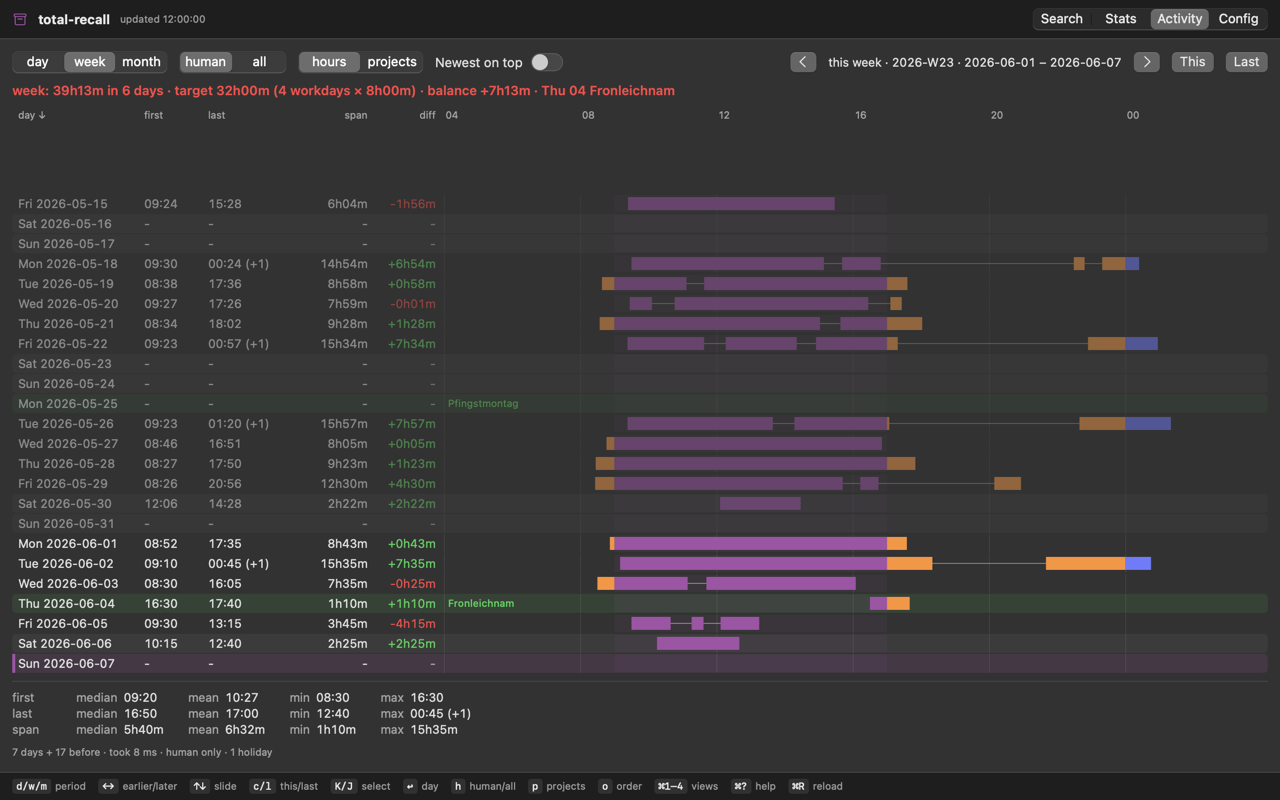 total-recall updated 12:00:00 Search Stats Activity Config
day week month human all hours projects Newest on top this week · 2026-W23 · 2026-06-01 – 2026-06-07 This Last
week: 39h13m in 6 days · target 32h00m (4 workdays × 8h00m) · balance +7h13m · Thu 04 Fronleichnam
day ↓ first last span diff 04 08 12 16 20 00
Fri 2026-05-15 09:24 15:28 6h04m -1h56m
Sat 2026-05-16 - - - -
Sun 2026-05-17 - - - -
Mon 2026-05-18 09:30 00:24 (+1) 14h54m +6h54m
Tue 2026-05-19 08:38 17:36 8h58m +0h58m
Wed 2026-05-20 09:27 17:26 7h59m -0h01m
Thu 2026-05-21 08:34 18:02 9h28m +1h28m
Fri 2026-05-22 09:23 00:57 (+1) 15h34m +7h34m
Sat 2026-05-23 - - - -
Sun 2026-05-24 - - - -
Mon 2026-05-25 - - - - Pfingstmontag
Tue 2026-05-26 09:23 01:20 (+1) 15h57m +7h57m
Wed 2026-05-27 08:46 16:51 8h05m +0h05m
Thu 2026-05-28 08:27 17:50 9h23m +1h23m
Fri 2026-05-29 08:26 20:56 12h30m +4h30m
Sat 2026-05-30 12:06 14:28 2h22m +2h22m
Sun 2026-05-31 - - - -
Mon 2026-06-01 08:52 17:35 8h43m +0h43m
Tue 2026-06-02 09:10 00:45 (+1) 15h35m +7h35m
Wed 2026-06-03 08:30 16:05 7h35m -0h25m
Thu 2026-06-04 16:30 17:40 1h10m +1h10m Fronleichnam
Fri 2026-06-05 09:30 13:15 3h45m -4h15m
Sat 2026-06-06 10:15 12:40 2h25m +2h25m
Sun 2026-06-07 - - - -
first median 09:20 mean 10:27 min 08:30 max 16:30
last median 16:50 mean 17:00 min 12:40 max 00:45 (+1)
span median 5h40m mean 6h32m min 1h10m max 15h35m
7 days + 17 before · took 8 ms · human only · 1 holiday
d/w/m period ↔ earlier/later ↑↓ slide c/l this/last K/J select ↩ day h human/all p projects o order ⌘1–4 views ⌘? help ⌘R reload